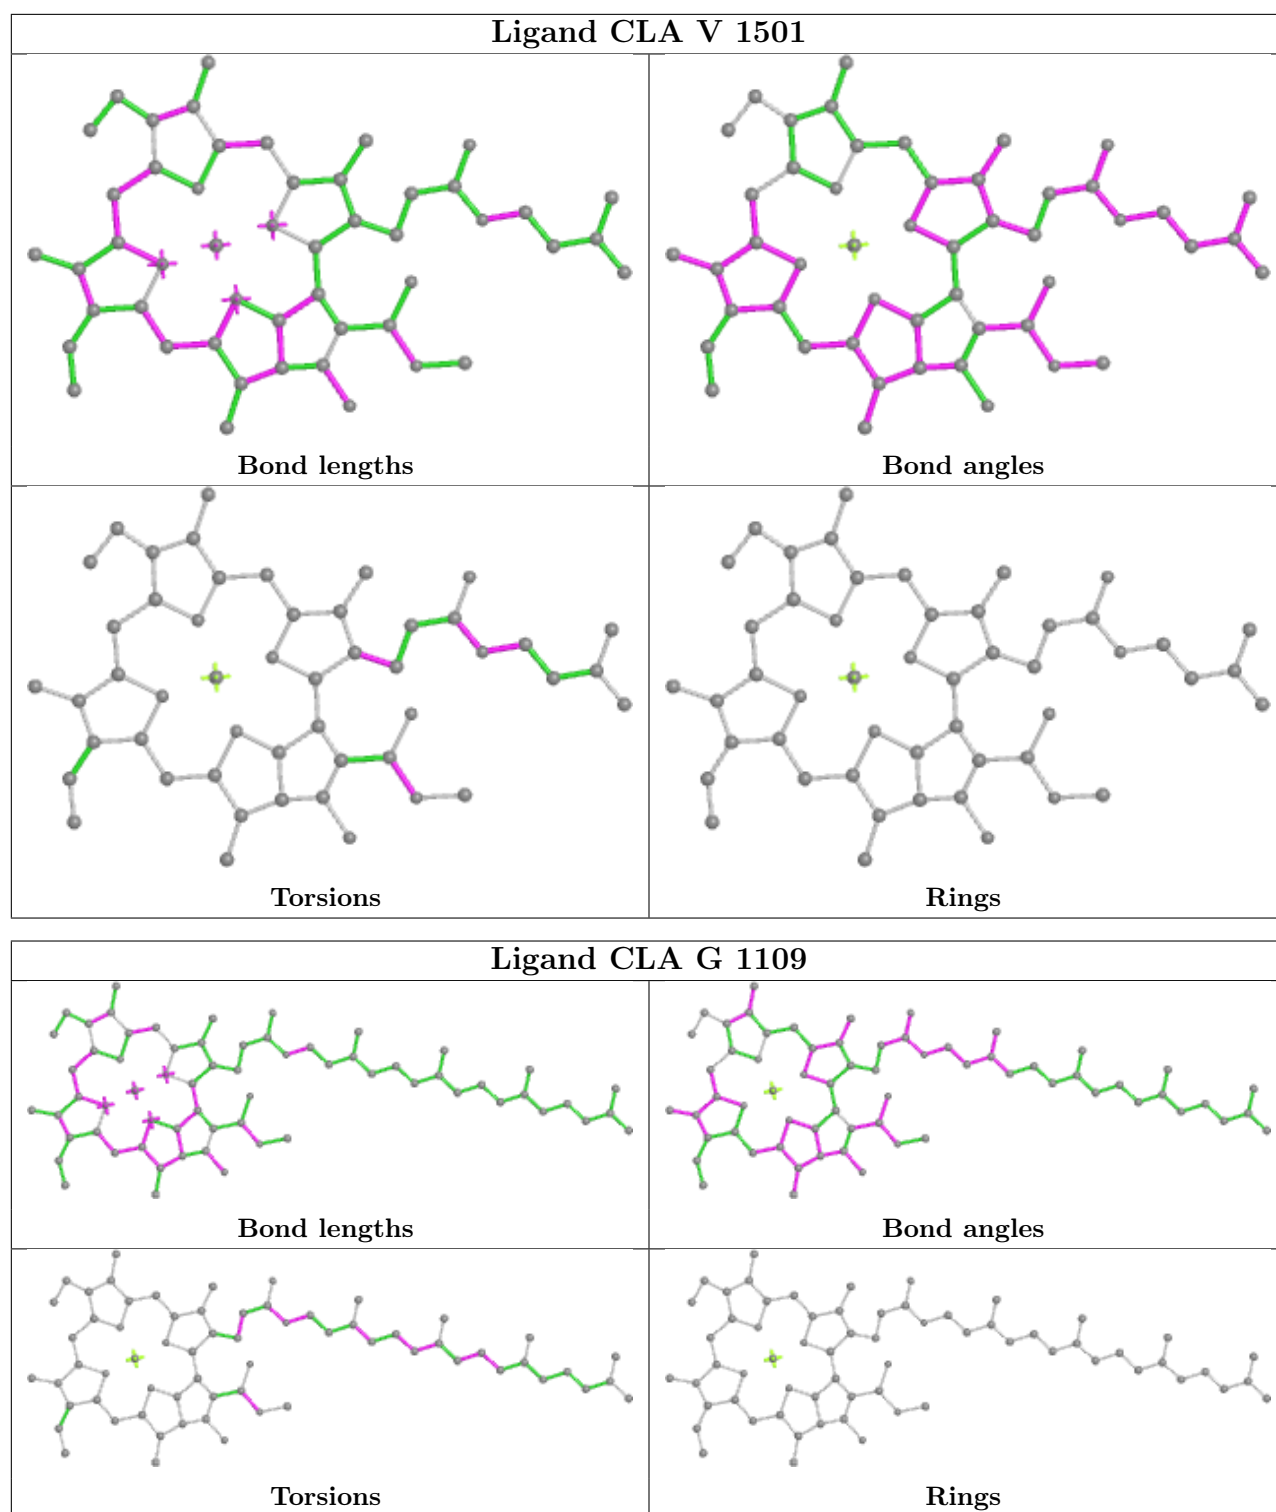 Ligand CLA V 1501
Bond lengths
Bond angles
Torsions
Rings
Ligand CLA G 1109
Bond lengths
Bond angles
Torsions
Rings